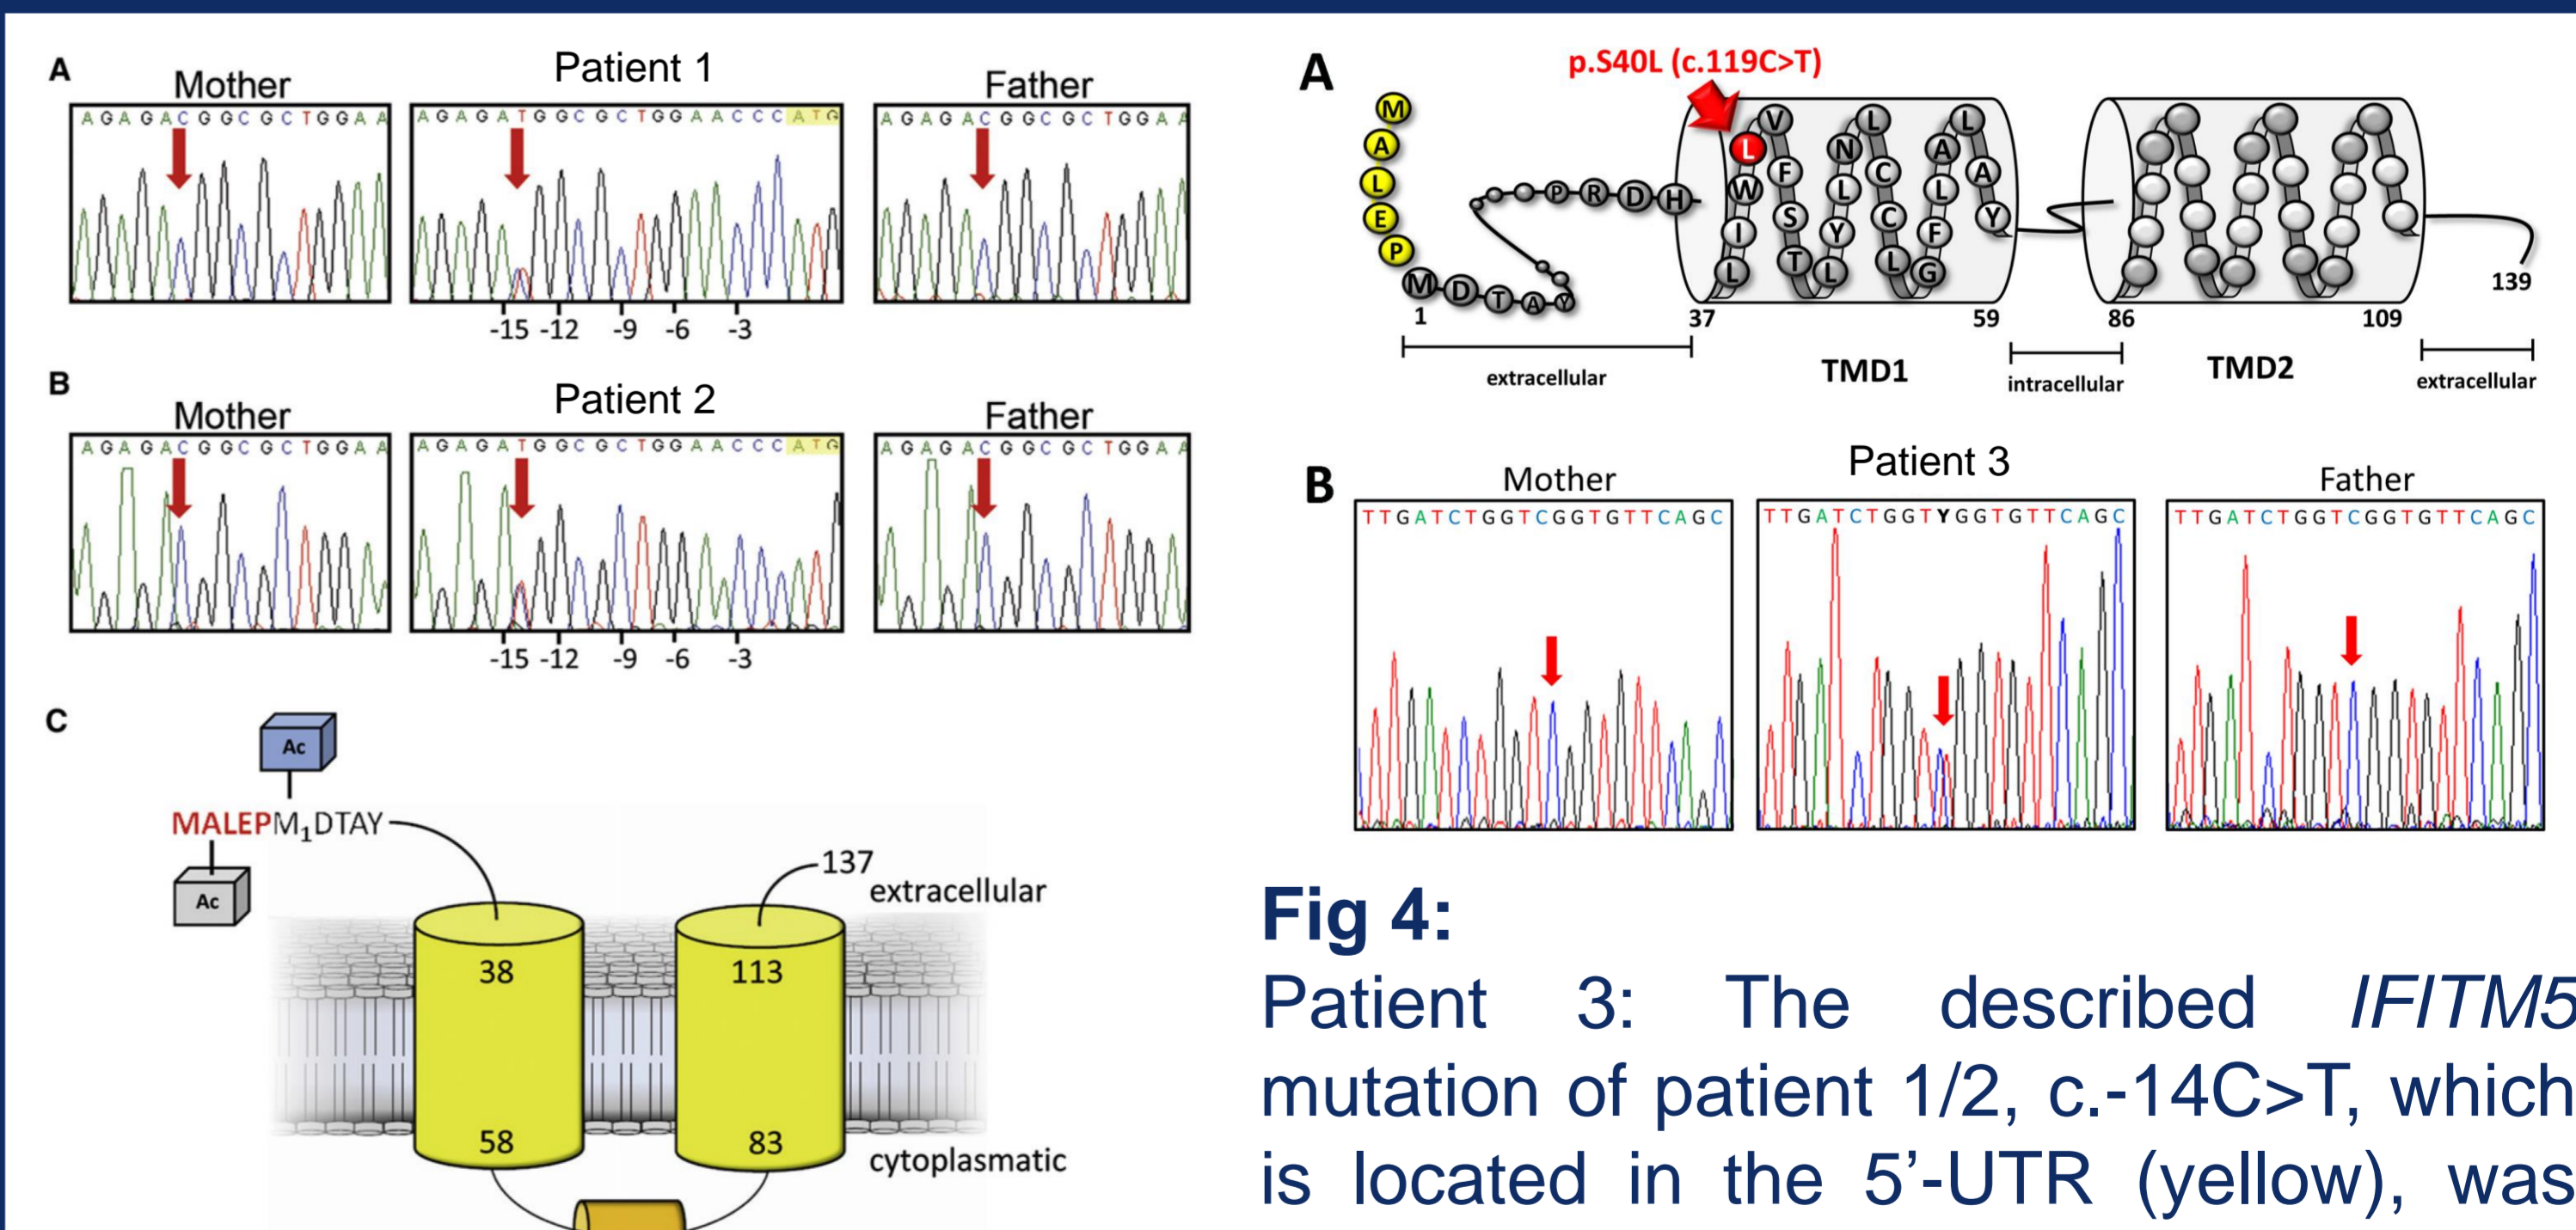 A
Mother
Patient 1
Father
AGAGACGGCGCTGGAA
AGAGATGGCGCTGGAACCCATG
AGAGACGGCGCTGGAA
-15 -12 -9 -6 -3
B
Mother
Patient 2
Father
AGAGACGGCGCTGGAA
AGAGATGGCGCTGGAACCCATG
AGAGACGGCGCTGGAA
-15 -12 -9 -6 -3
C
Ac
MALEPM1DTAY
Ac
137
extracellular
38
113
58
83
cytoplasmatic
A
p.S40L (c.119C>T)
M
A
L
E
P
M D T A Y
P R D H
L I W L V F S T L Y L N L C C L G F L A L A Y
1
37
59
86
109
139
extracellular
TMD1
intracellular
TMD2
extracellular
B
Mother
Patient 3
Father
TTGATCTGGTCGGTGTTCAGC
TTGATCTGGTYGGTGTTCAGC
TTGATCTGGTCGGTGTTCAGC
Fig 4:
Patient 3: The described IFITM5
mutation of patient 1/2, c.-14C>T, which
is located in the 5’-UTR (yellow), was